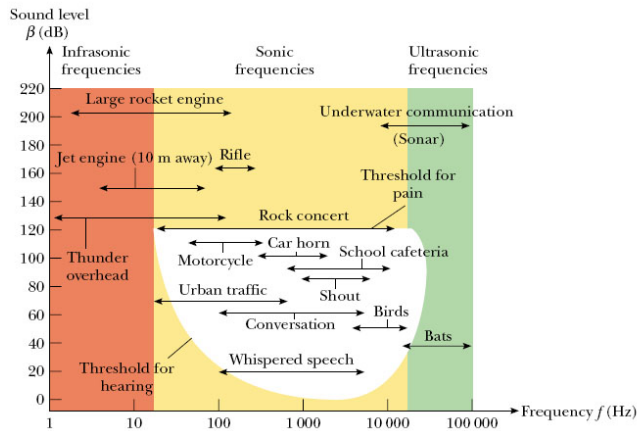 Sound level
β (dB)
Infrasonic
frequencies
Sonic
frequencies
Ultrasonic
frequencies
220
200
180
160
140
120
100
80
60
40
20
0
Large rocket engine
Underwater communication
(Sonar)
Jet engine (10 m away)
Rifle
Threshold for
pain
Rock concert
Thunder
overhead
Motorcycle
Car horn
School cafeteria
Shout
Urban traffic
Conversation
Birds
Bats
Threshold for
hearing
Whispered speech
1
10
100
1 000
10 000
100 000
Frequency f (Hz)